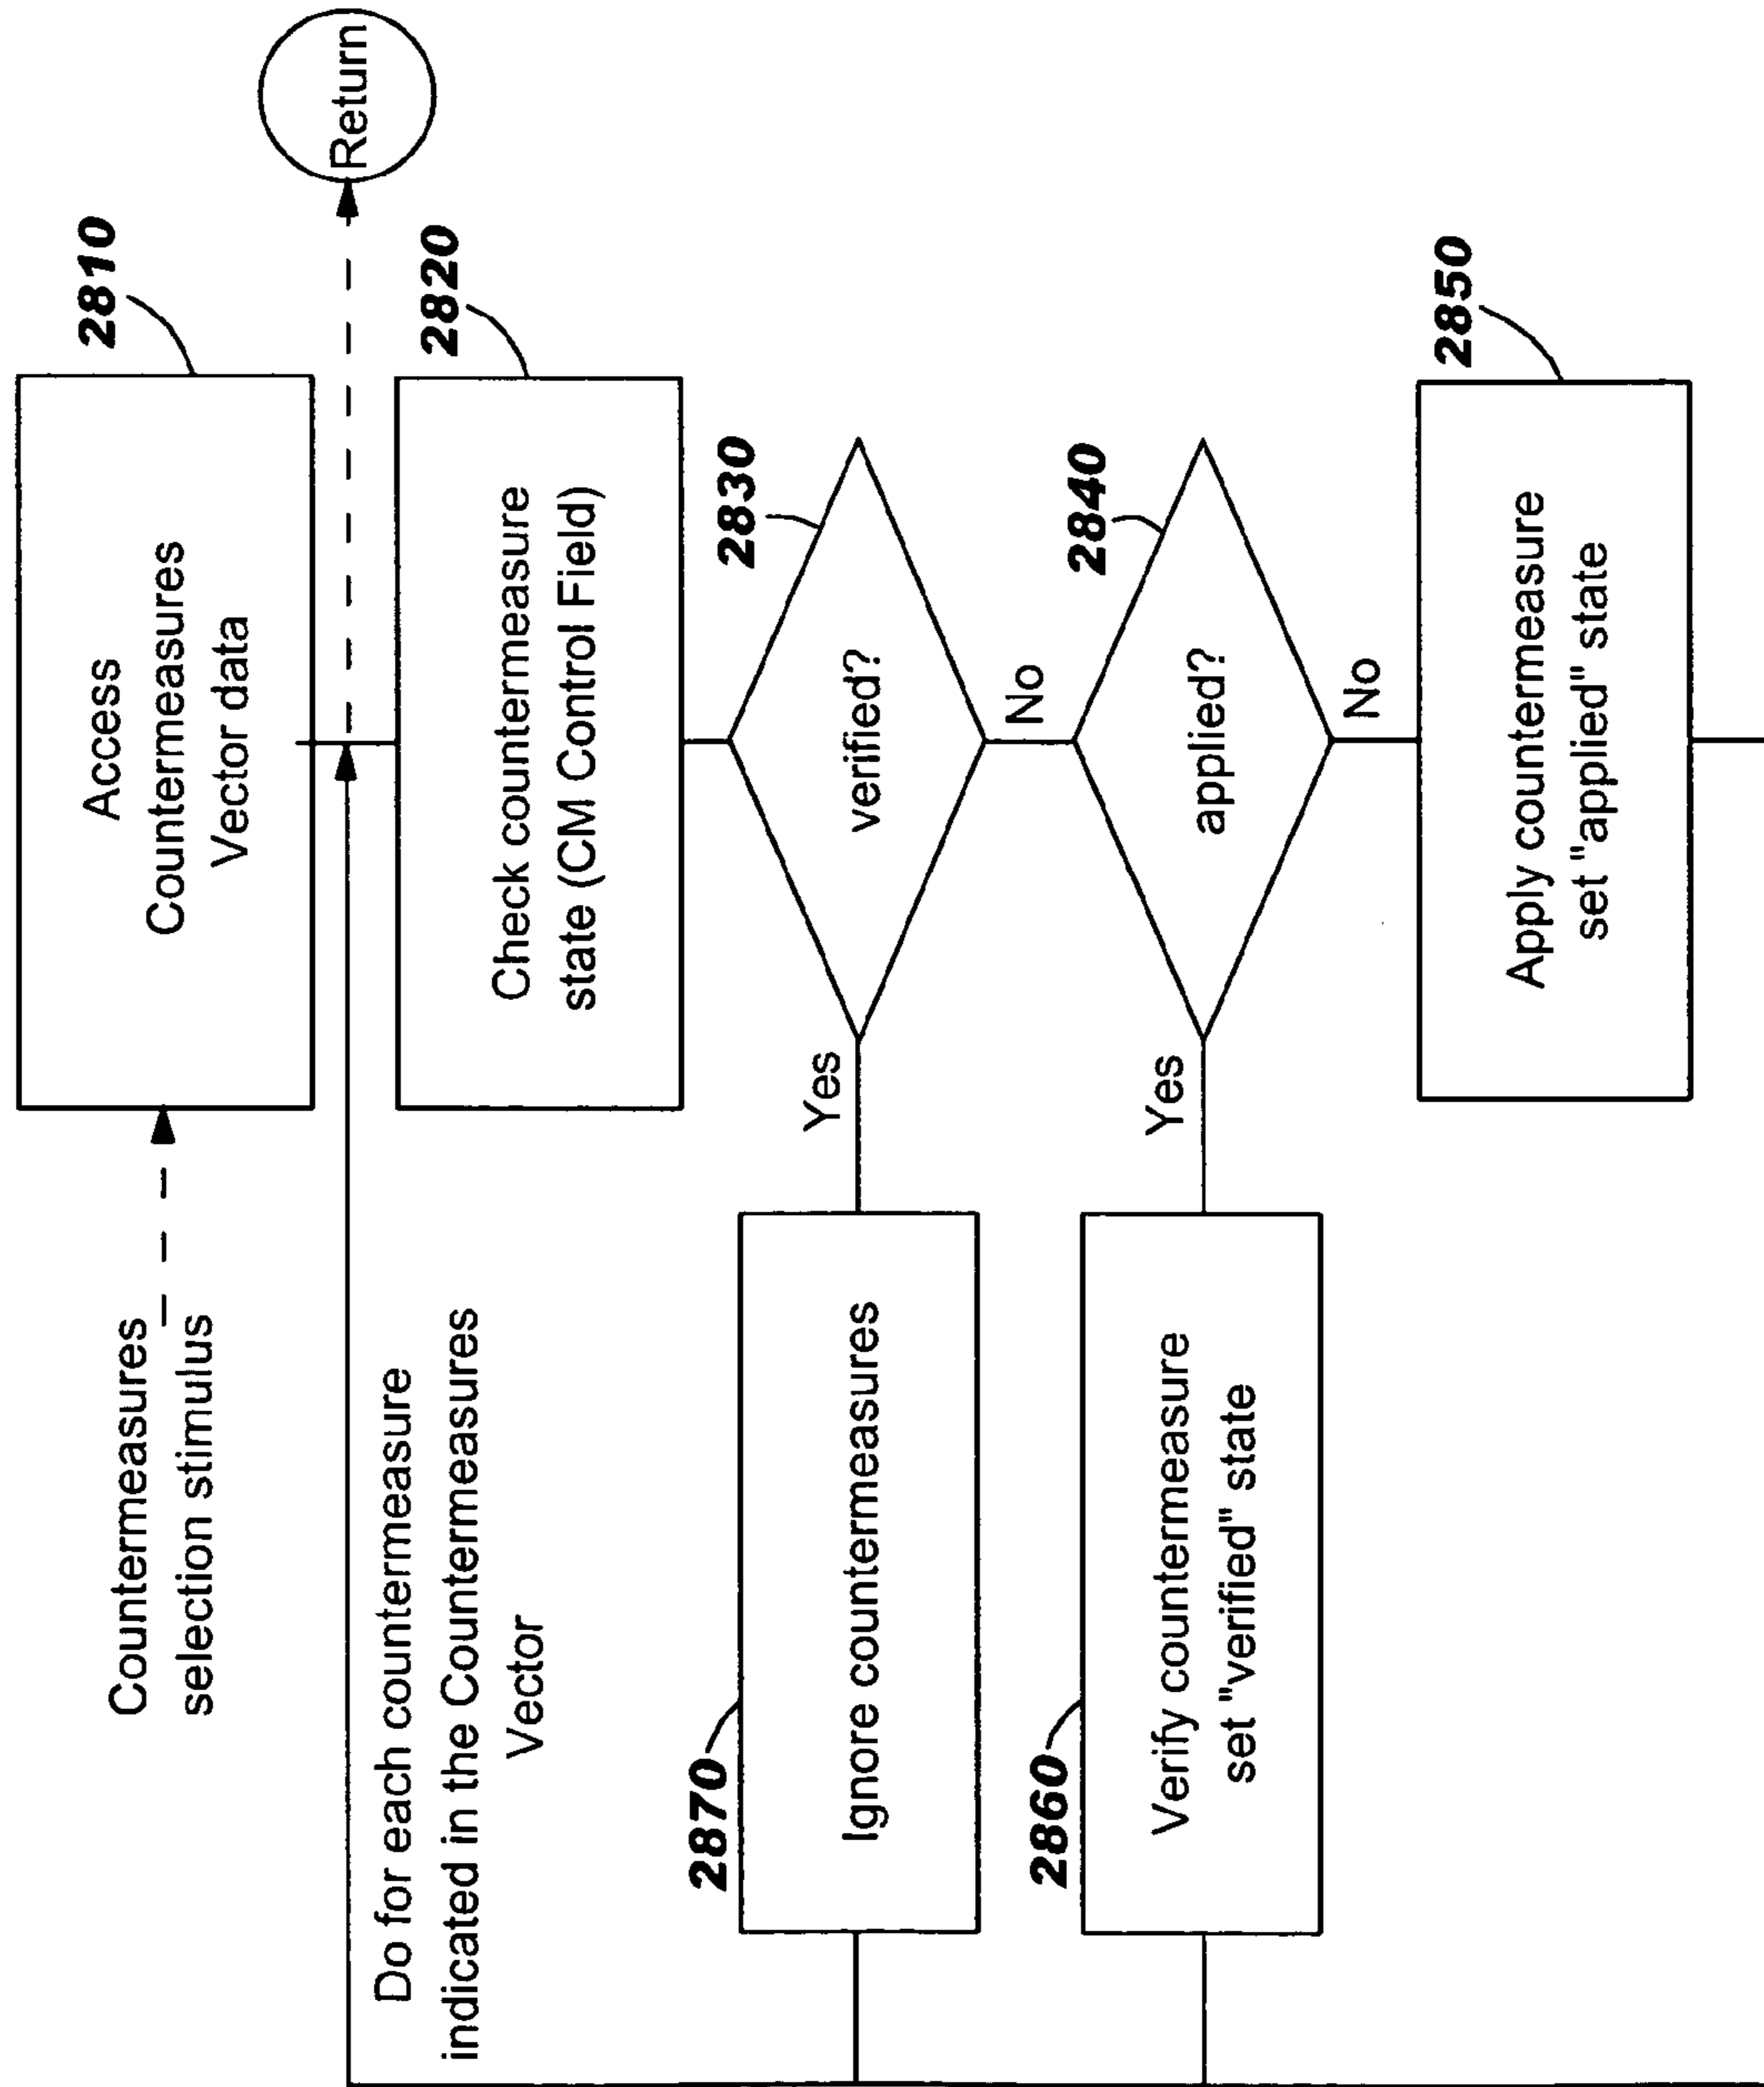 Countermeasures
selection stimulus
Access
Countermeasures
Vector data
2810
Return
Do for each countermeasure
indicated in the Countermeasures
Vector
Check countermeasure
state (CM Control Field)
2820
verified?
2830
Yes
No
2870
Ignore countermeasures
applied?
2840
Yes
No
2860
Verify countermeasure
set "verified" state
Apply countermeasure
set "applied" state
2850